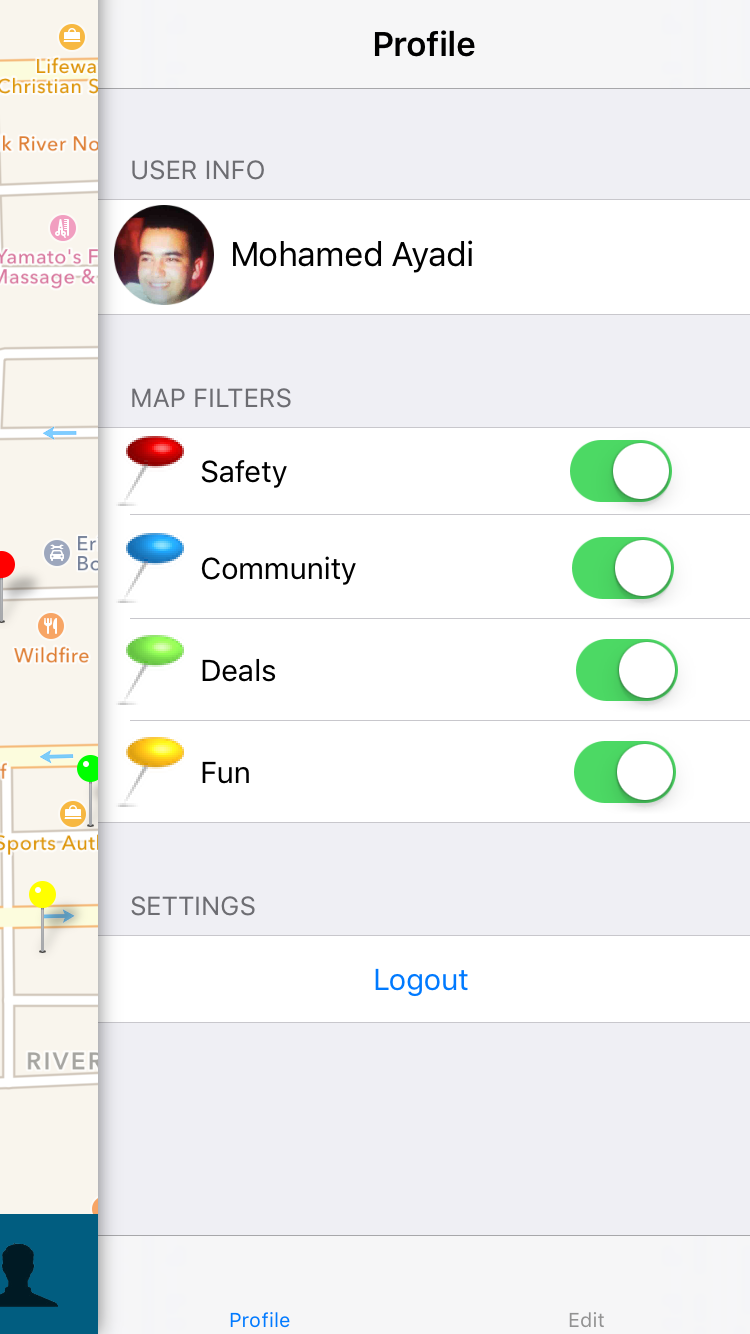 Lifewa
Christian S
k River No
Yamato's F
Massage &
Er
Bo
Wildfire
f
Sports Auth
RIVER
Profile
USER INFO
Mohamed Ayadi
MAP FILTERS
Safety
Community
Deals
Fun
SETTINGS
Logout
Profile
Edit